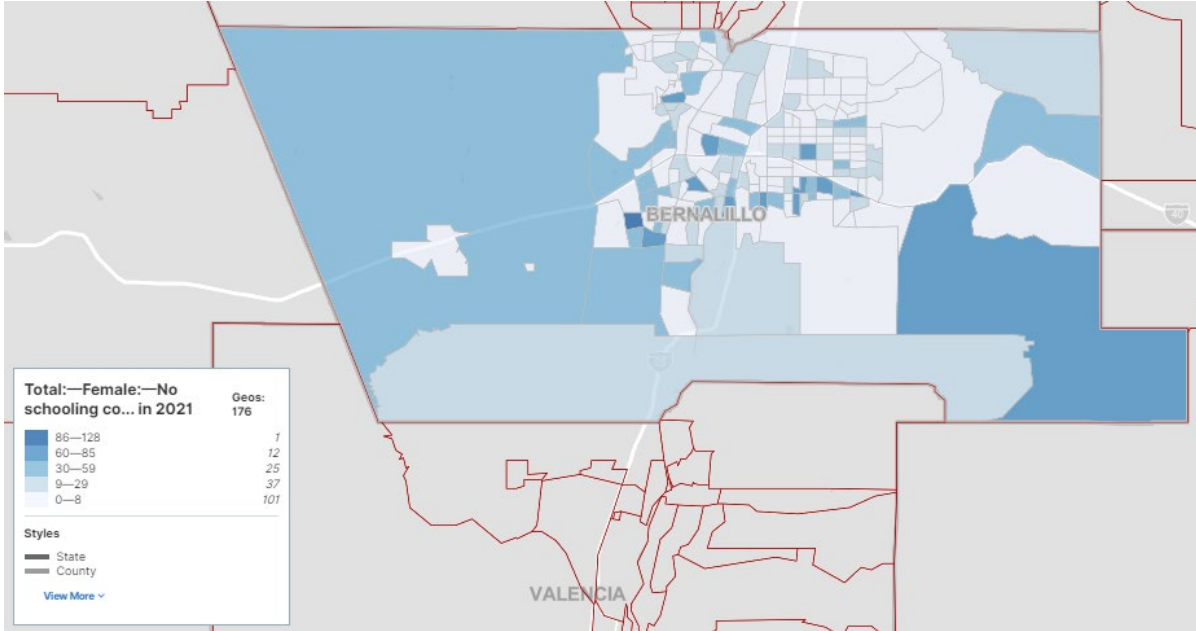 BERNALILLO
40
Total:—Female:—No
schooling co... in 2021
Geos:
176
86—128 1
60—85 12
30—59 25
9—29 37
0—8 101
Styles
State
County
View More
VALENCIA